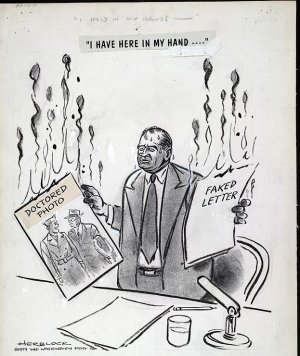 "I HAVE HERE IN MY HAND ----"
DOCTORED
PHOTO
FAKED
LETTER
HERBLOCK